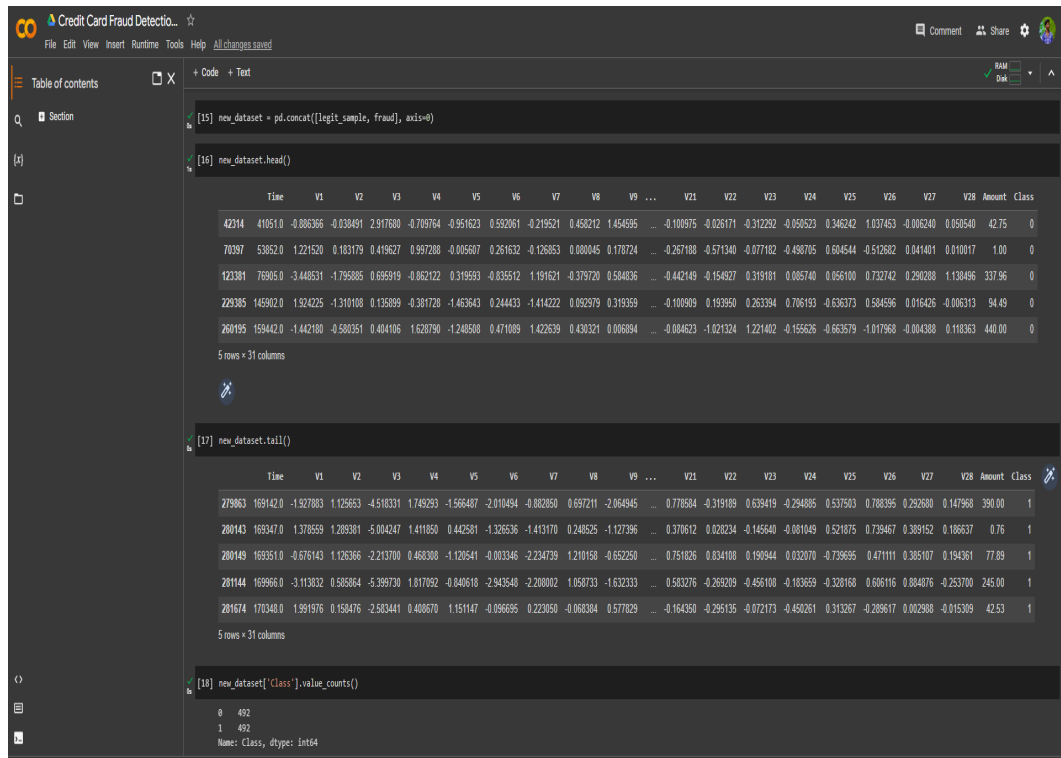 Credit Card Fraud Detectio...
Comment Share
File Edit View Insert Runtime Tools Help All changes saved
Table of contents
+ Code + Text
RAM
Disk
Section
[15] new_dataset = pd.concat([legit_sample, fraud], axis=0)
0s
{x}
[16] new_dataset.head()
1s
Time V1 V2 V3 V4 V5 V6 V7 V8 V9 ... V21 V22 V23 V24 V25 V26 V27 V28 Amount Class
42314 41051.0 -0.886366 -0.038491 2.917680 -0.709764 -0.951623 0.592061 -0.219521 0.458212 1.454595 ... -0.100975 -0.026171 -0.312292 -0.050523 0.346242 1.037453 -0.006240 0.050540 42.75 0
70397 53852.0 1.221520 0.183179 0.419627 0.997288 -0.005607 0.261632 -0.126853 0.080045 0.178724 ... -0.267188 -0.571340 -0.077182 -0.498705 0.604544 -0.512682 0.041401 0.010017 1.00 0
123381 76905.0 -3.448531 -1.795885 0.695919 -0.862122 0.319593 -0.835512 1.191621 -0.379720 0.584836 ... -0.442149 -0.154927 0.319181 0.085740 0.056100 0.732742 0.290288 1.138496 337.96 0
229385 145902.0 1.924225 -1.310108 0.135899 -0.381728 -1.463643 0.244433 -1.414222 0.092979 0.319359 ... -0.100909 0.193950 0.263394 0.706193 -0.636373 0.584596 0.016426 -0.006313 94.49 0
260195 159442.0 -1.442180 -0.580351 0.404106 1.628790 -1.248508 0.471089 1.422639 0.430321 0.006894 ... -0.084623 -1.021324 1.221402 -0.155626 -0.663579 -1.017968 -0.004388 0.118363 440.00 0
5 rows × 31 columns
[17] new_dataset.tail()
0s
Time V1 V2 V3 V4 V5 V6 V7 V8 V9 ... V21 V22 V23 V24 V25 V26 V27 V28 Amount Class
279863 169142.0 -1.927883 1.125653 -4.518331 1.749293 -1.566487 -2.010494 -0.882850 0.697211 -2.064945 ... 0.778584 -0.319189 0.639419 -0.294885 0.537503 0.788395 0.292680 0.147968 390.00 1
280143 169347.0 1.378559 1.289381 -5.004247 1.411850 0.442581 -1.326536 -1.413170 0.248525 -1.127396 ... 0.370612 0.028234 -0.145640 -0.081049 0.521875 0.739467 0.389152 0.186637 0.76 1
280149 169351.0 -0.676143 1.126366 -2.213700 0.468308 -1.120541 -0.003346 -2.234739 1.210158 -0.652250 ... 0.751826 0.834108 0.190944 0.032070 -0.739695 0.471111 0.385107 0.194361 77.89 1
281144 169966.0 -3.113832 0.585864 -5.399730 1.817092 -0.840618 -2.943548 -2.208002 1.058733 -1.632333 ... 0.583276 -0.269209 -0.456108 -0.183659 -0.328168 0.606116 0.884876 -0.253700 245.00 1
281674 170348.0 1.991976 0.158476 -2.583441 0.408670 1.151147 -0.096695 0.223050 -0.068384 0.577829 ... -0.164350 -0.295135 -0.072173 -0.450261 0.313267 -0.289617 0.002988 -0.015309 42.53 1
5 rows × 31 columns
[18] new_dataset['Class'].value_counts()
0s
0 492
1 492
Name: Class, dtype: int64